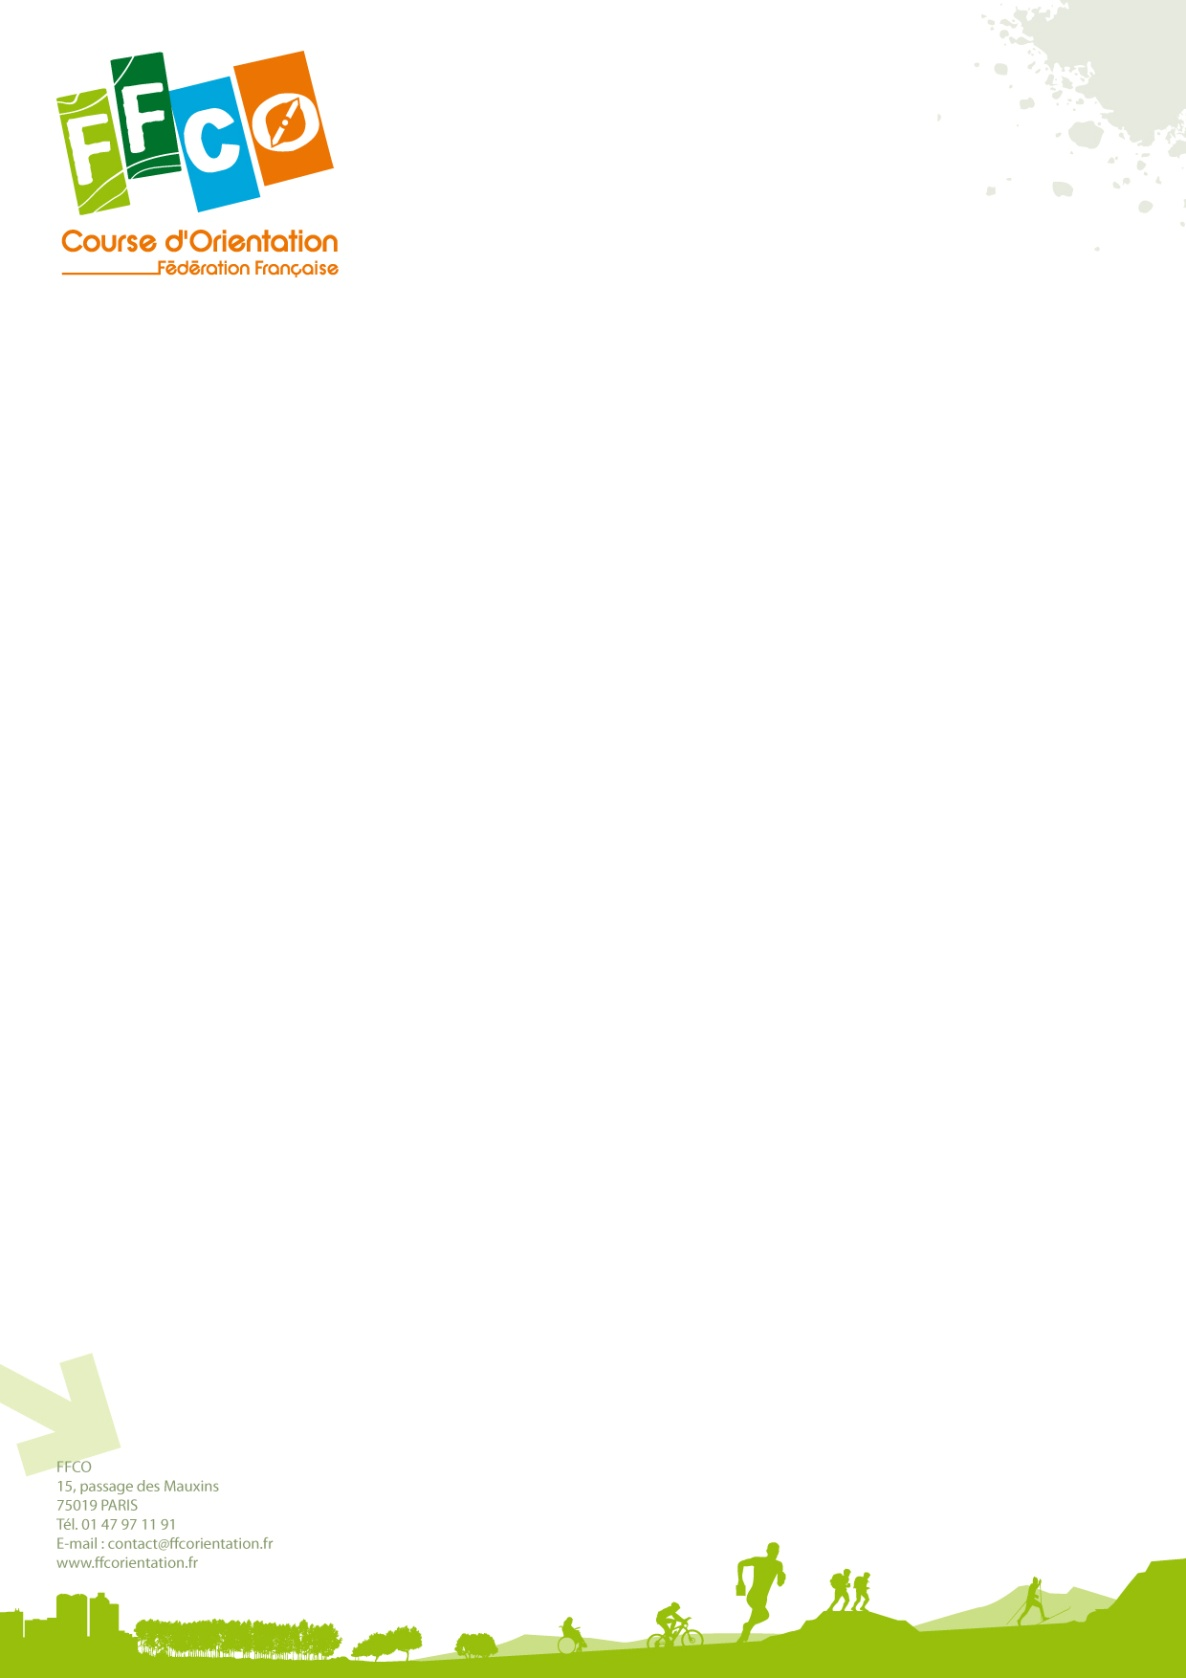 FFCO
Course d'Orientation
Fédération Française
FFCO
15, passage des Mauxins
75019 PARIS
Tél. 01 47 97 11 91
E-mail : contact@ffcorientation.fr
www.ffcorientation.fr